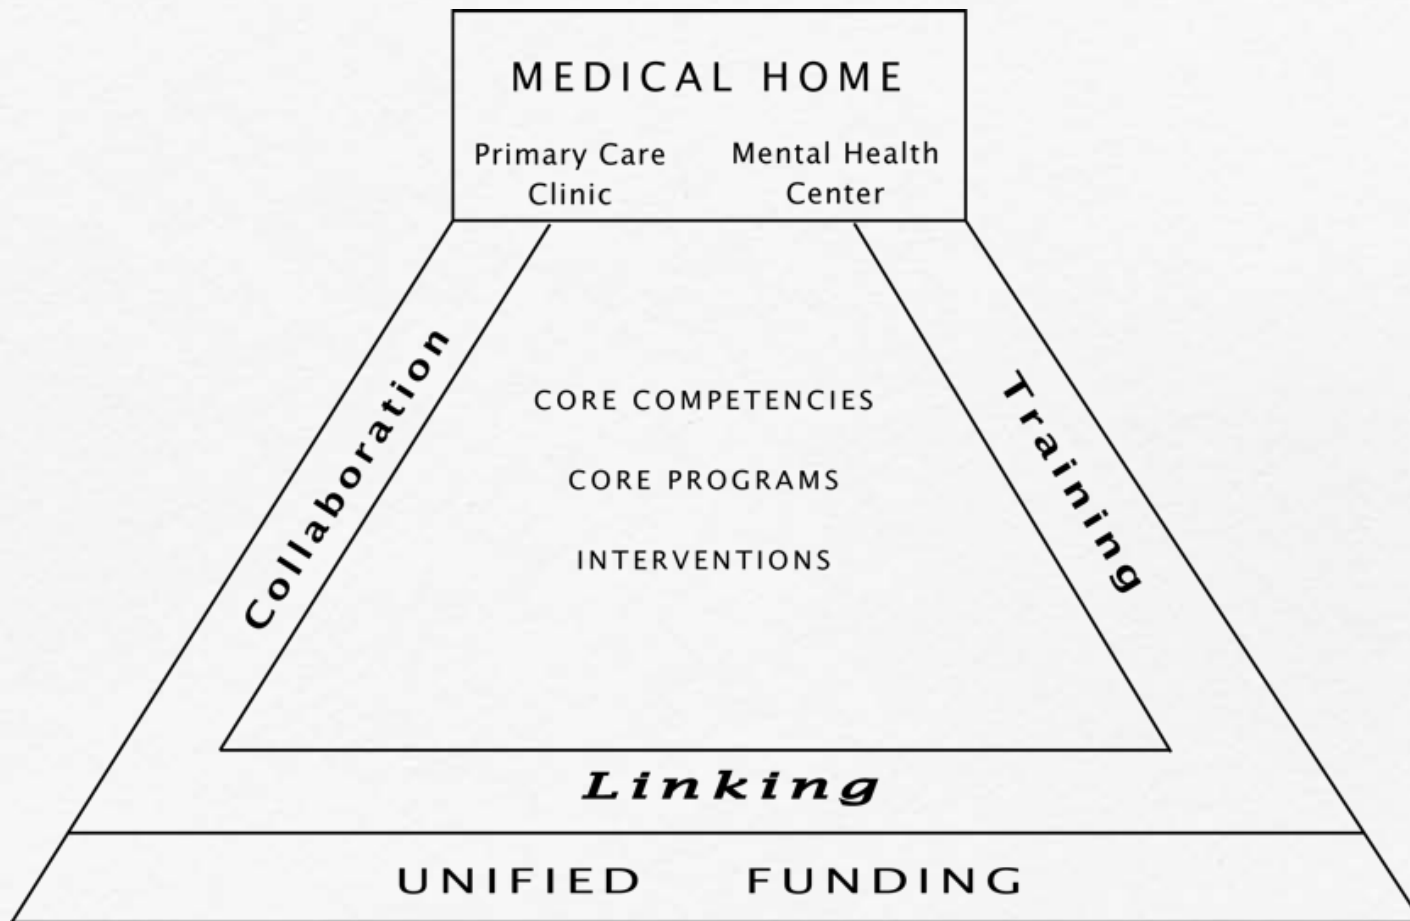 MEDICAL HOME
Primary Care
Clinic
Mental Health
Center
Collaboration
Training
CORE COMPETENCIES
CORE PROGRAMS
INTERVENTIONS
Linking
UNIFIED FUNDING